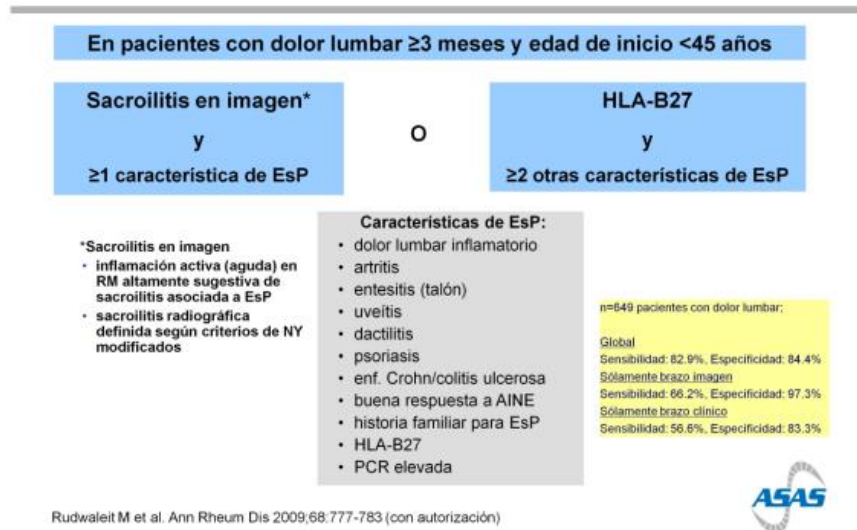 En pacientes con dolor lumbar ≥3 meses y edad de inicio <45 años
Sacroilitis en imagen*
y
≥1 característica de EsP
O
HLA-B27
y
≥2 otras características de EsP
*Sacroilitis en imagen
• inflamación activa (aguda) en
RM altamente sugestiva de
sacroilitis asociada a EsP
• sacroilitis radiográfica
definida según criterios de NY
modificados
Características de EsP:
• dolor lumbar inflamatorio
• artritis
• entesitis (talón)
• uveítis
• dactilitis
• psoriasis
• enf. Crohn/colitis ulcerosa
• buena respuesta a AINE
• historia familiar para EsP
• HLA-B27
• PCR elevada
n=649 pacientes con dolor lumbar;
Global
Sensibilidad: 82.9%, Especificidad: 84.4%
Sólamente brazo imagen
Sensibilidad: 66.2%, Especificidad: 97.3%
Sólamente brazo clínico
Sensibilidad: 56.6%, Especificidad: 83.3%
Rudwaleit M et al. Ann Rheum Dis 2009;68:777-783 (con autorización)
ASAS